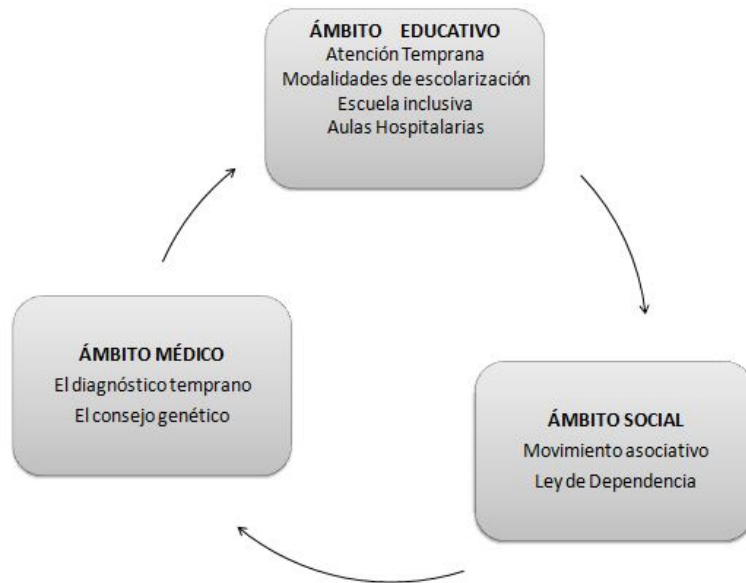 ÁMBITO EDUCATIVO
Atención Temprana
Modalidades de escolarización
Escuela inclusiva
Aulas Hospitalarias
ÁMBITO MÉDICO
El diagnóstico temprano
El consejo genético
ÁMBITO SOCIAL
Movimiento asociativo
Ley de Dependencia